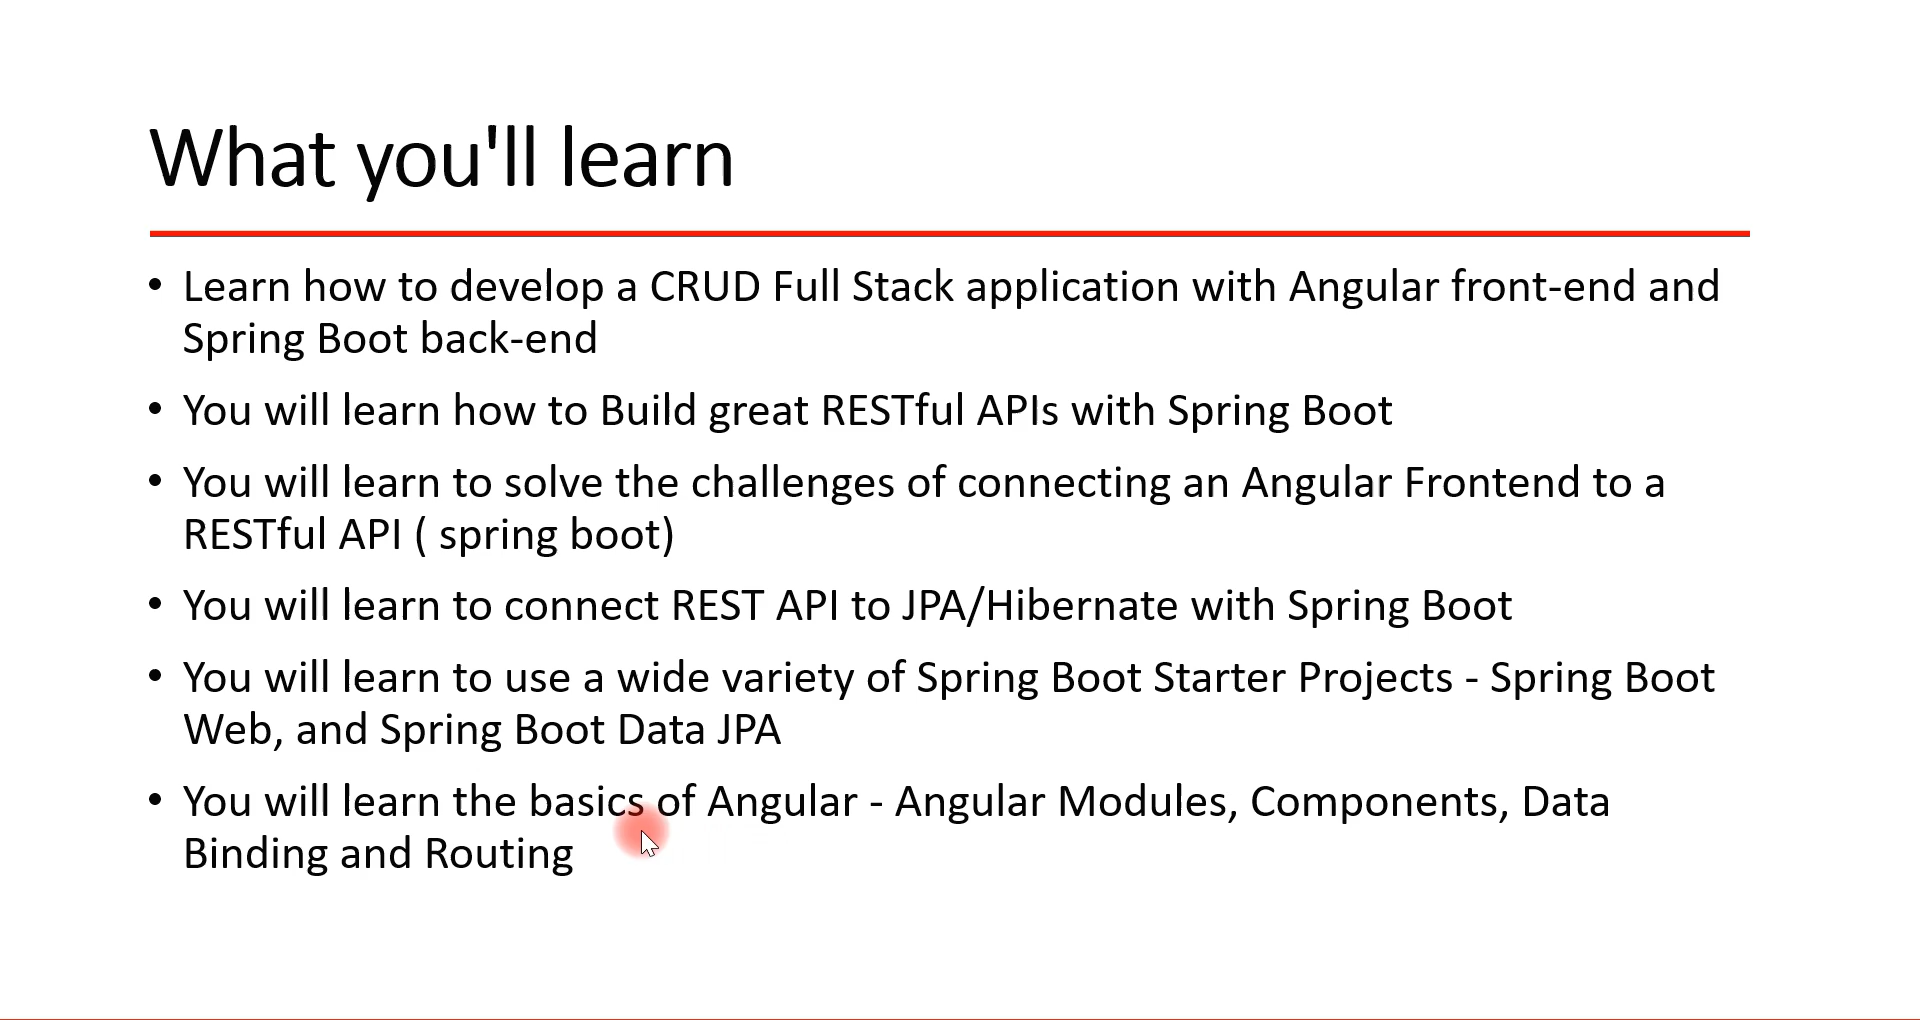 What you'll learn
• Learn how to develop a CRUD Full Stack application with Angular front-end and
Spring Boot back-end
• You will learn how to Build great RESTful APIs with Spring Boot
• You will learn to solve the challenges of connecting an Angular Frontend to a
RESTful API ( spring boot)
• You will learn to connect REST API to JPA/Hibernate with Spring Boot
• You will learn to use a wide variety of Spring Boot Starter Projects - Spring Boot
Web, and Spring Boot Data JPA
• You will learn the basics of Angular - Angular Modules, Components, Data
Binding and Routing